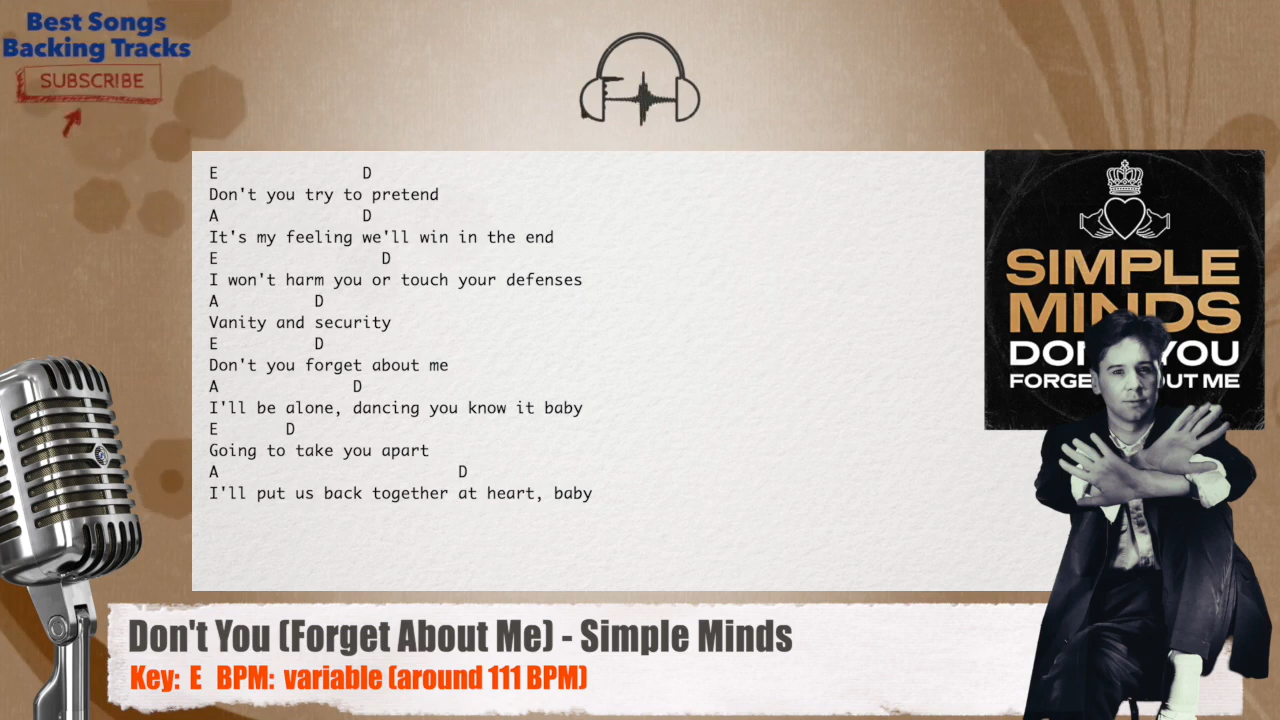 Best Songs
Backing Tracks
SUBSCRIBE
E               D
Don't you try to pretend
A               D
It's my feeling we'll win in the end
E                 D
I won't harm you or touch your defenses
A          D
Vanity and security
E          D
Don't you forget about me
A              D
I'll be alone, dancing you know it baby
E       D
Going to take you apart
A                         D
I'll put us back together at heart, baby
SIMPLE
MINDS
YOU
ME
Don't You (Forget About Me) - Simple Minds
Key: E BPM: variable (around 111 BPM)